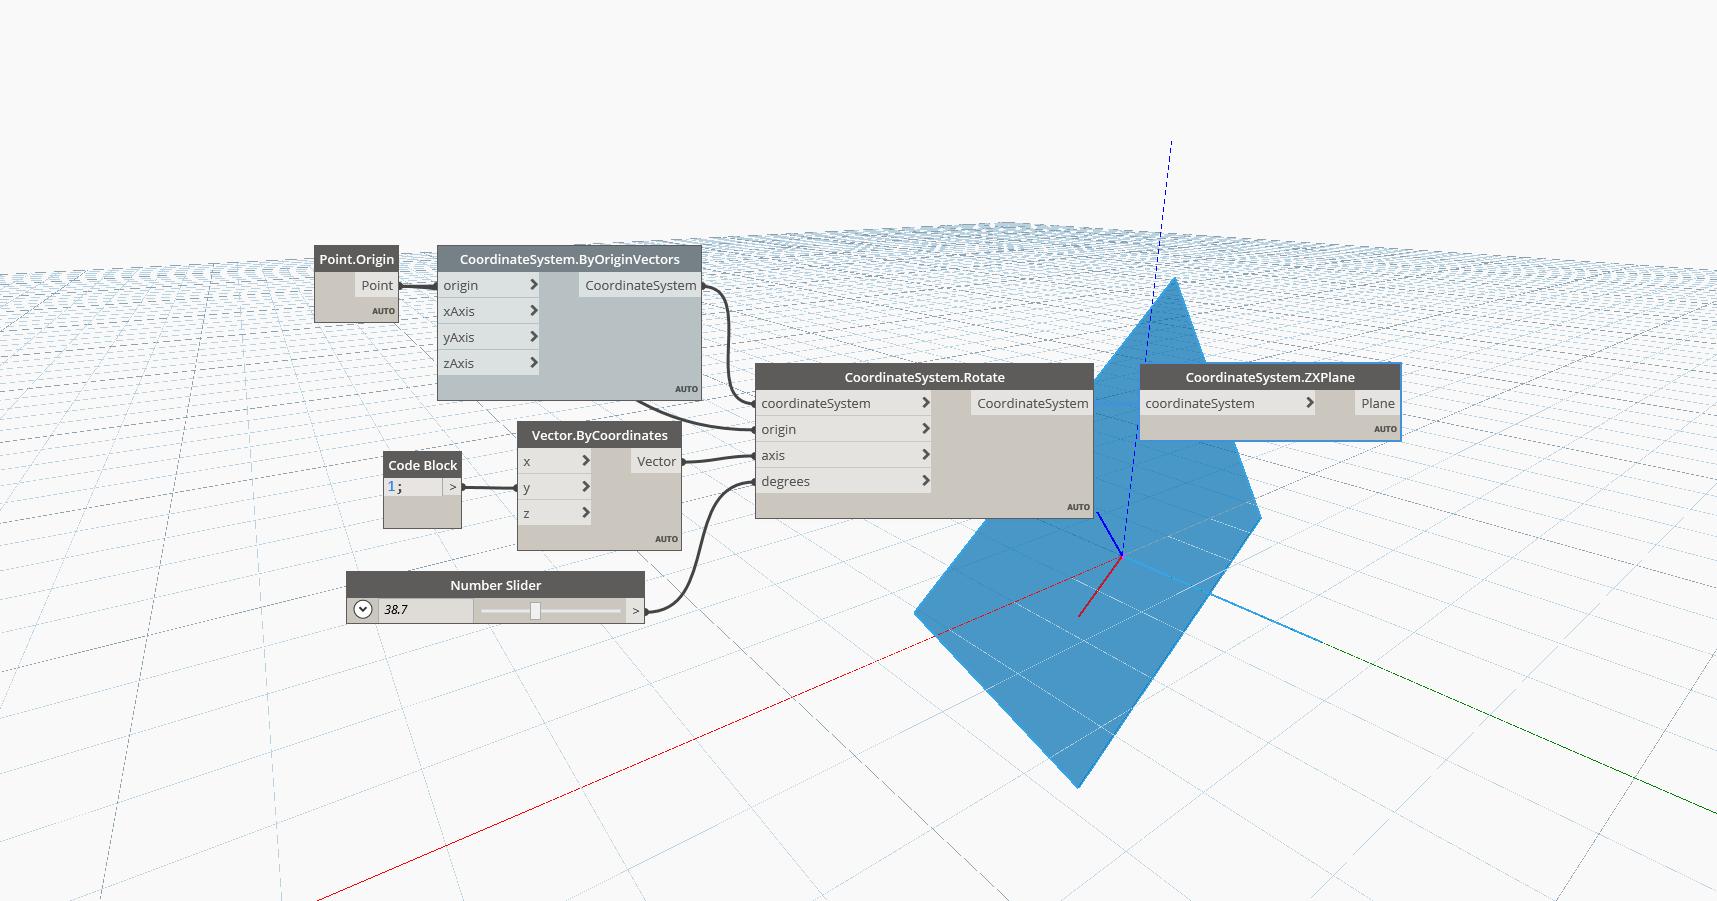 Point.Origin
Point
AUTO
CoordinateSystem.ByOriginVectors
origin > CoordinateSystem
xAxis >
yAxis >
zAxis >
AUTO
CoordinateSystem.Rotate
coordinateSystem > CoordinateSystem
origin >
axis >
degrees >
AUTO
CoordinateSystem.ZXPlane
coordinateSystem > Plane
AUTO
Vector.ByCoordinates
x > Vector
y >
z >
AUTO
Code Block
1; >
Number Slider
38.7 >